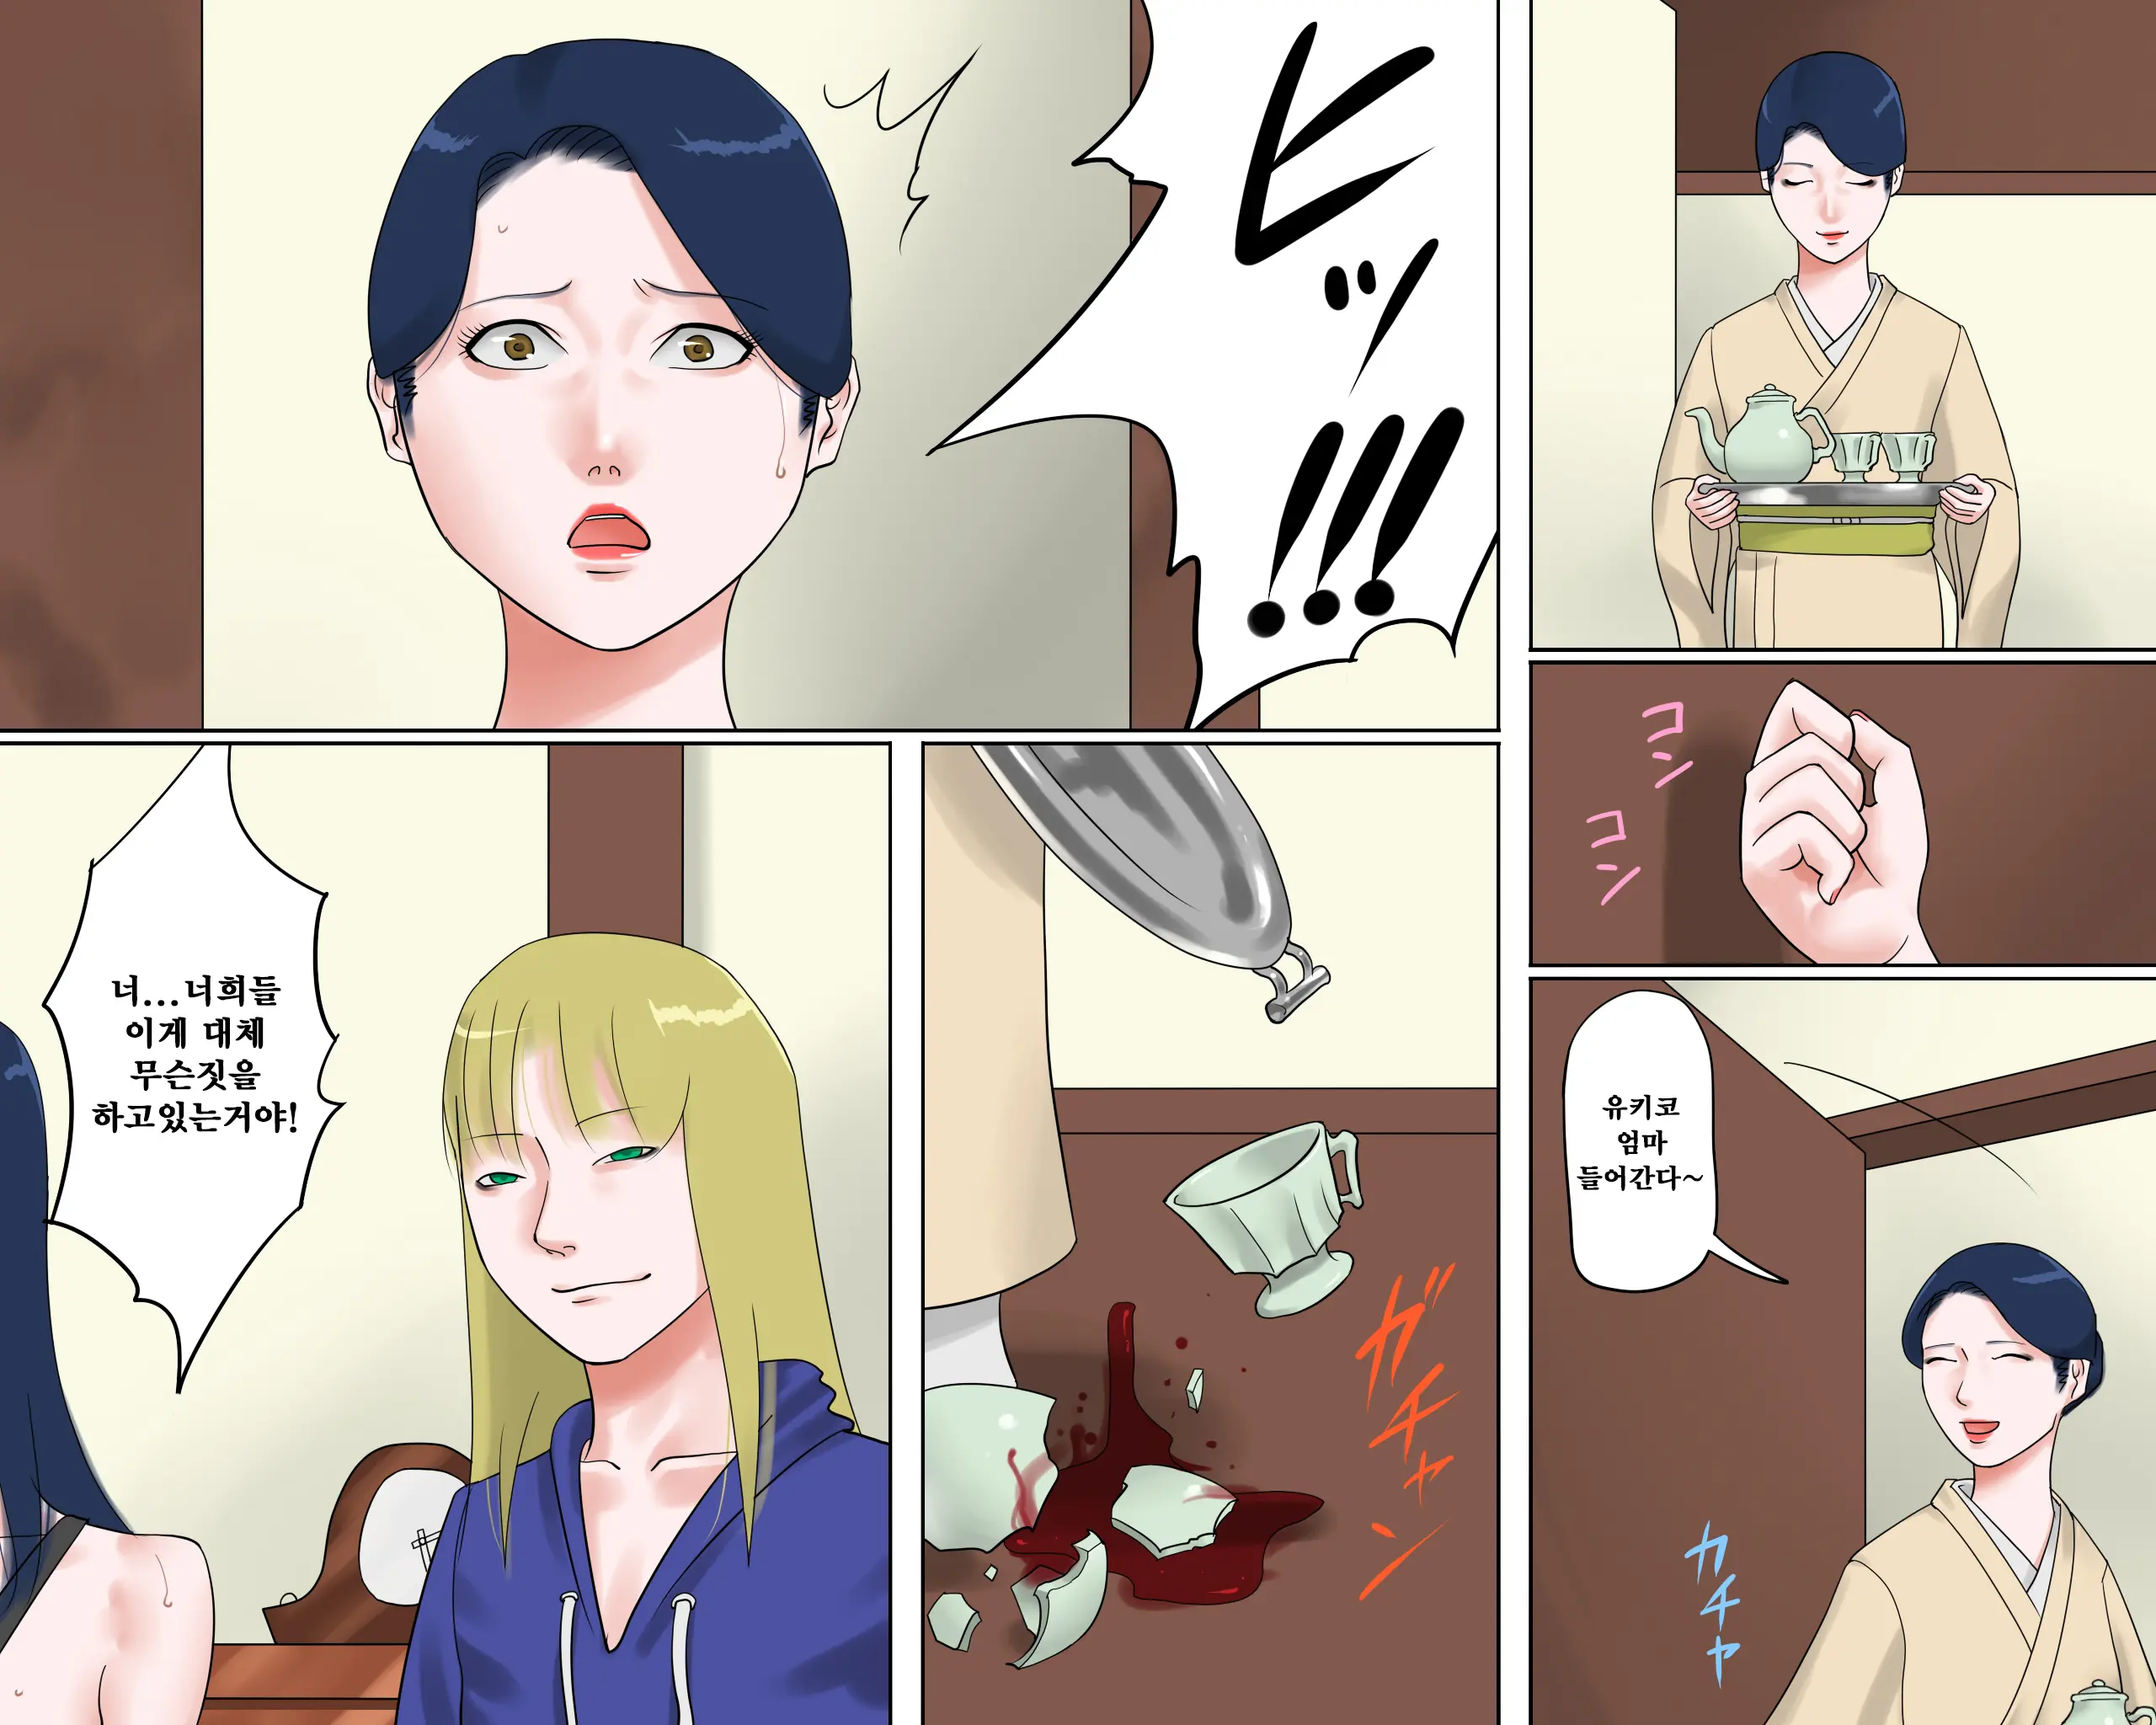 コンッ
コンッ
유키코
엄마
들어간다~
カチャ
ビッ!!!
ガチャン
너...너희들
이게 대체
무슨짓을
하고있는거야!